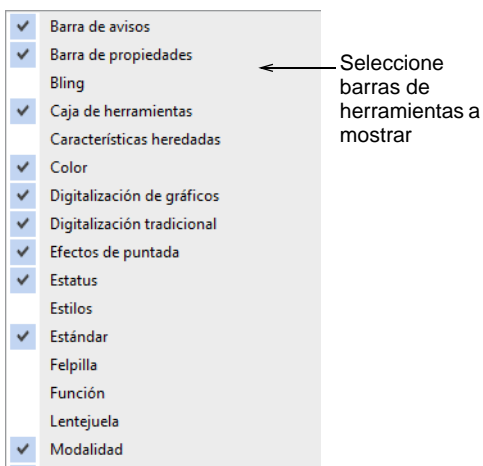 Barra de avisos
Barra de propiedades
Bling
Caja de herramientas
Características heredadas
Color
Digitalización de gráficos
Digitalización tradicional
Efectos de puntada
Estatus
Estilos
Estándar
Felpilla
Función
Lentejuela
Modalidad
Seleccione
barras de
herramientas a
mostrar